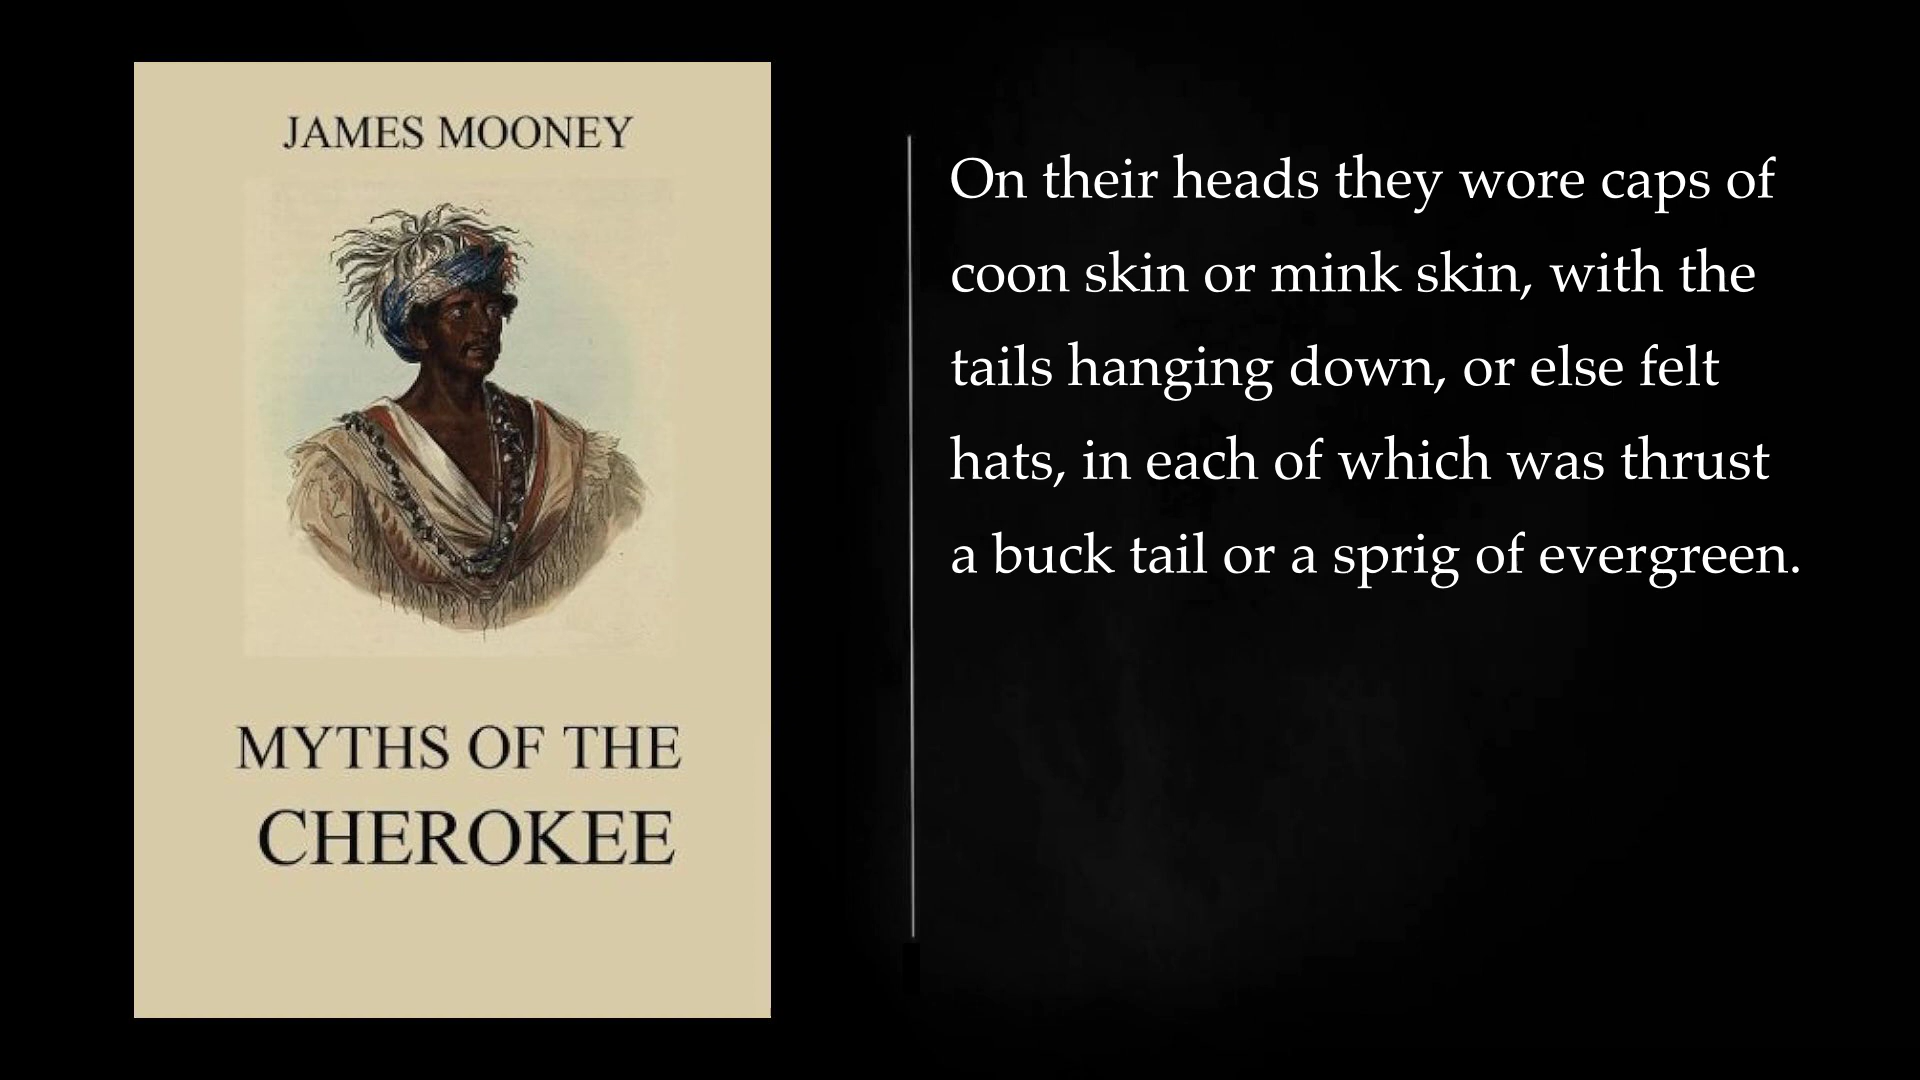 JAMES MOONEY
MYTHS OF THE
CHEROKEE
On their heads they wore caps of
coon skin or mink skin, with the
tails hanging down, or else felt
hats, in each of which was thrust
a buck tail or a sprig of evergreen.